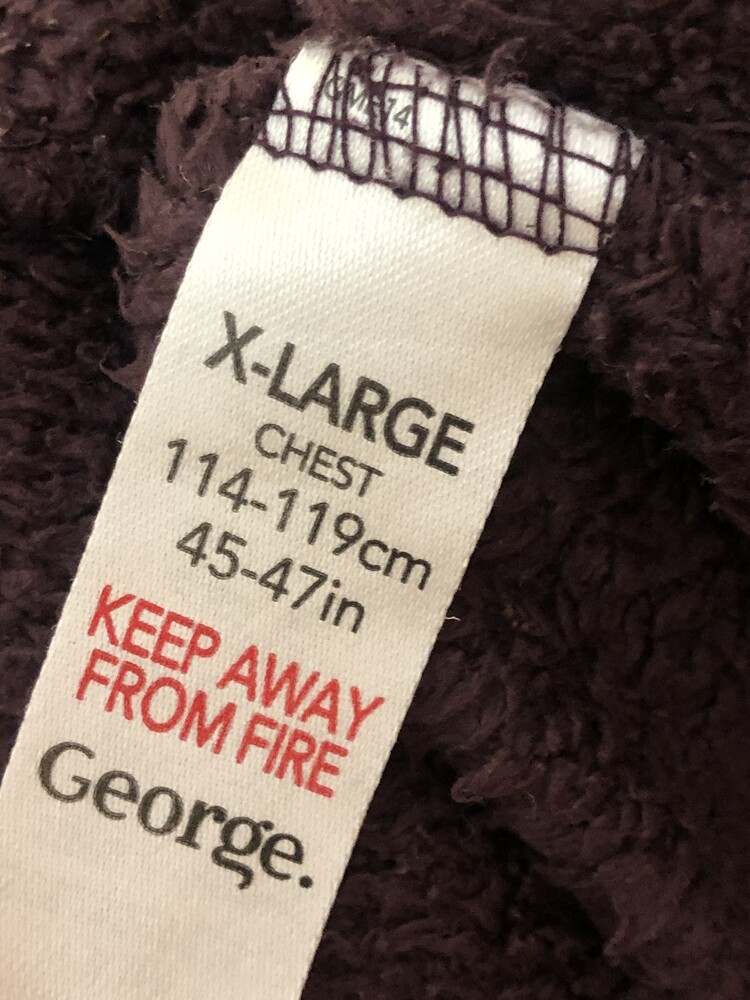 X-LARGE
CHEST
114-119cm
45-47in
KEEP AWAY
FROM FIRE
George.